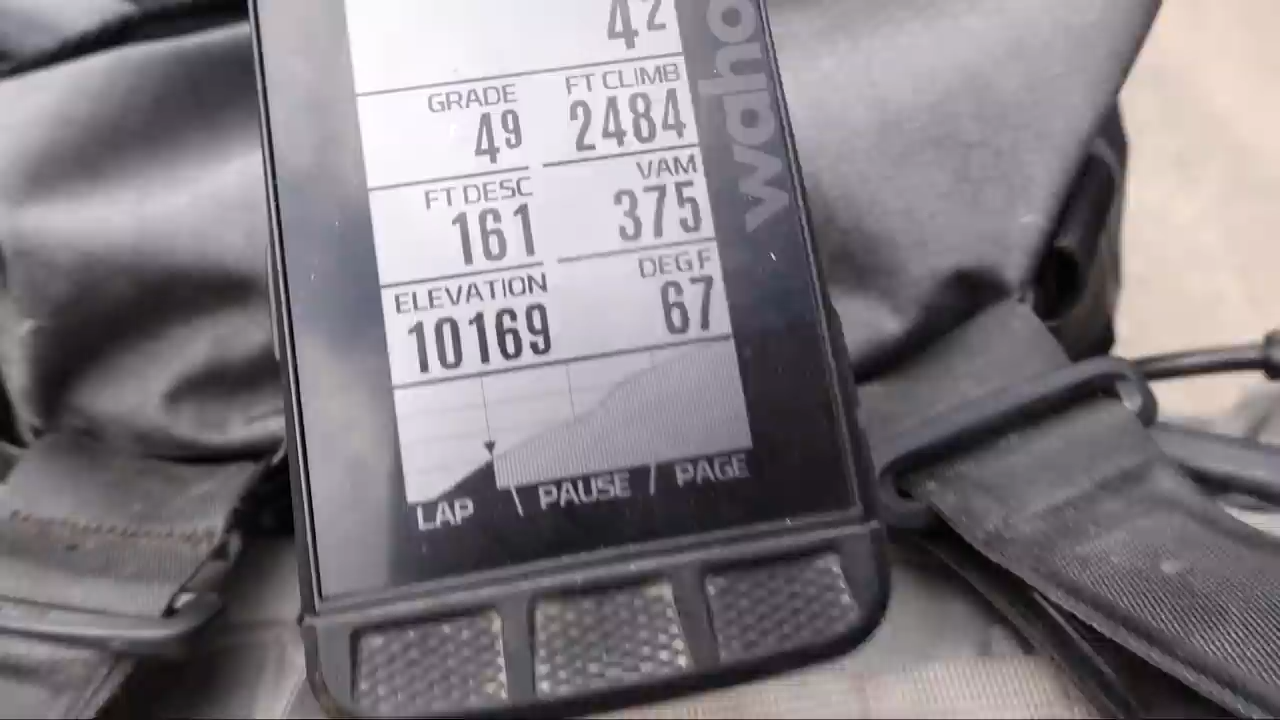 4²
wahoo
GRADE FT CLIMB
4⁹ 2484
FT DESC VAM
161 375
ELEVATION DEG F
10169 67
LAP \ PAUSE / PAGE